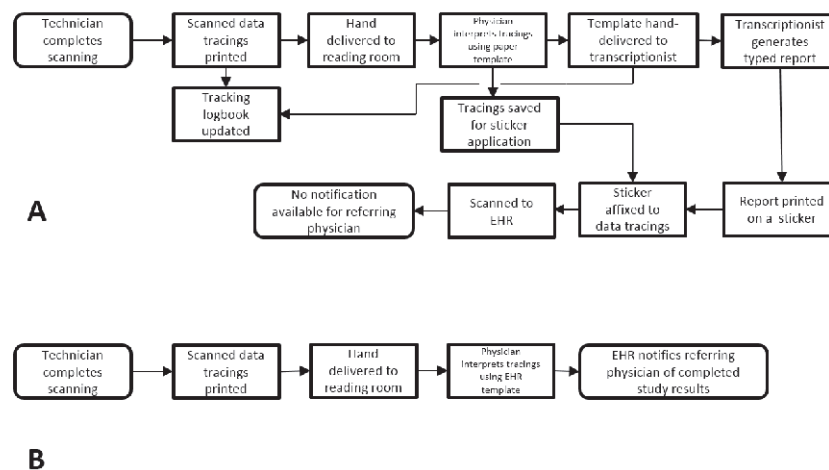 Technician
completes
scanning
Scanned data
tracings
printed
Hand
delivered to
reading room
Physician
interprets tracings
using paper
template
Template hand-
delivered to
transcriptionist
Transcriptionist
generates
typed report
Tracking
logbook
updated
Tracings saved
for sticker
application
A
No notification
available for referring
physician
Scanned to
EHR
Sticker
affixed to
data tracings
Report printed
on a sticker
Technician
completes
scanning
Scanned data
tracings
printed
Hand
delivered to
reading room
Physician
interprets tracings
using EHR
template
EHR notifies referring
physician of completed
study results
B